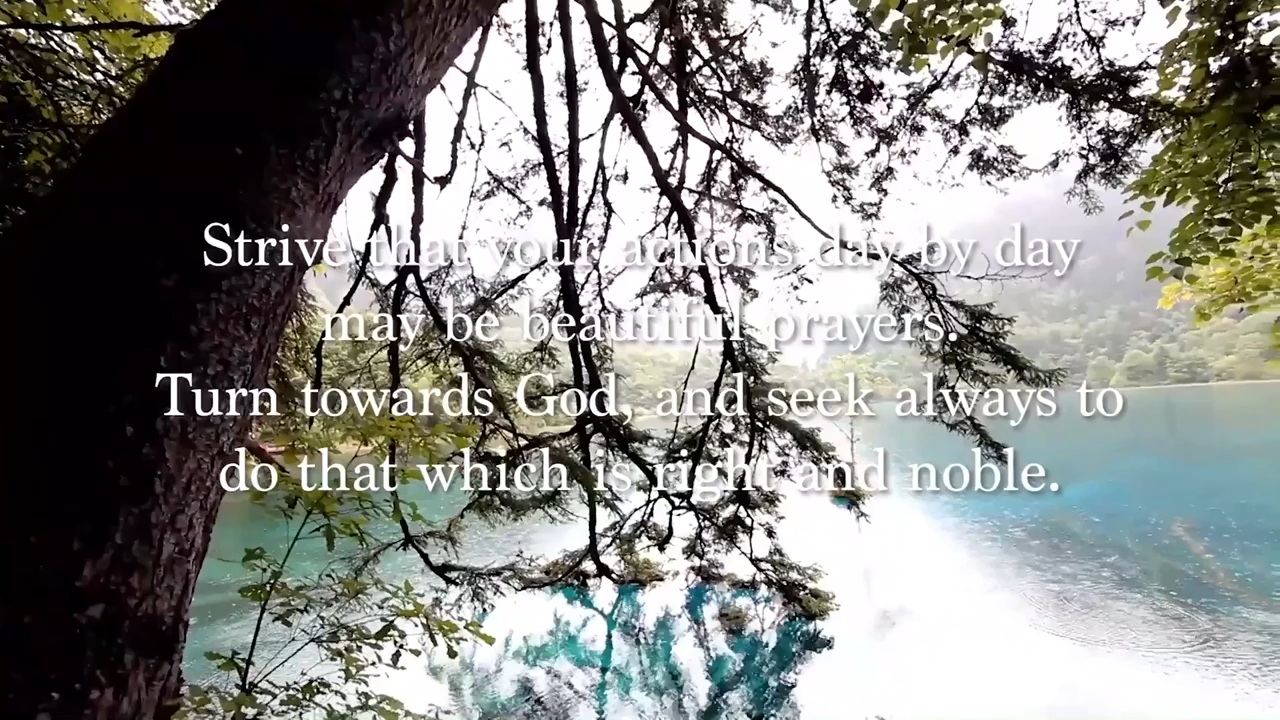 Strive that your actions day by day
may be beautiful prayers.
Turn towards God, and seek always to
do that which is right and noble.